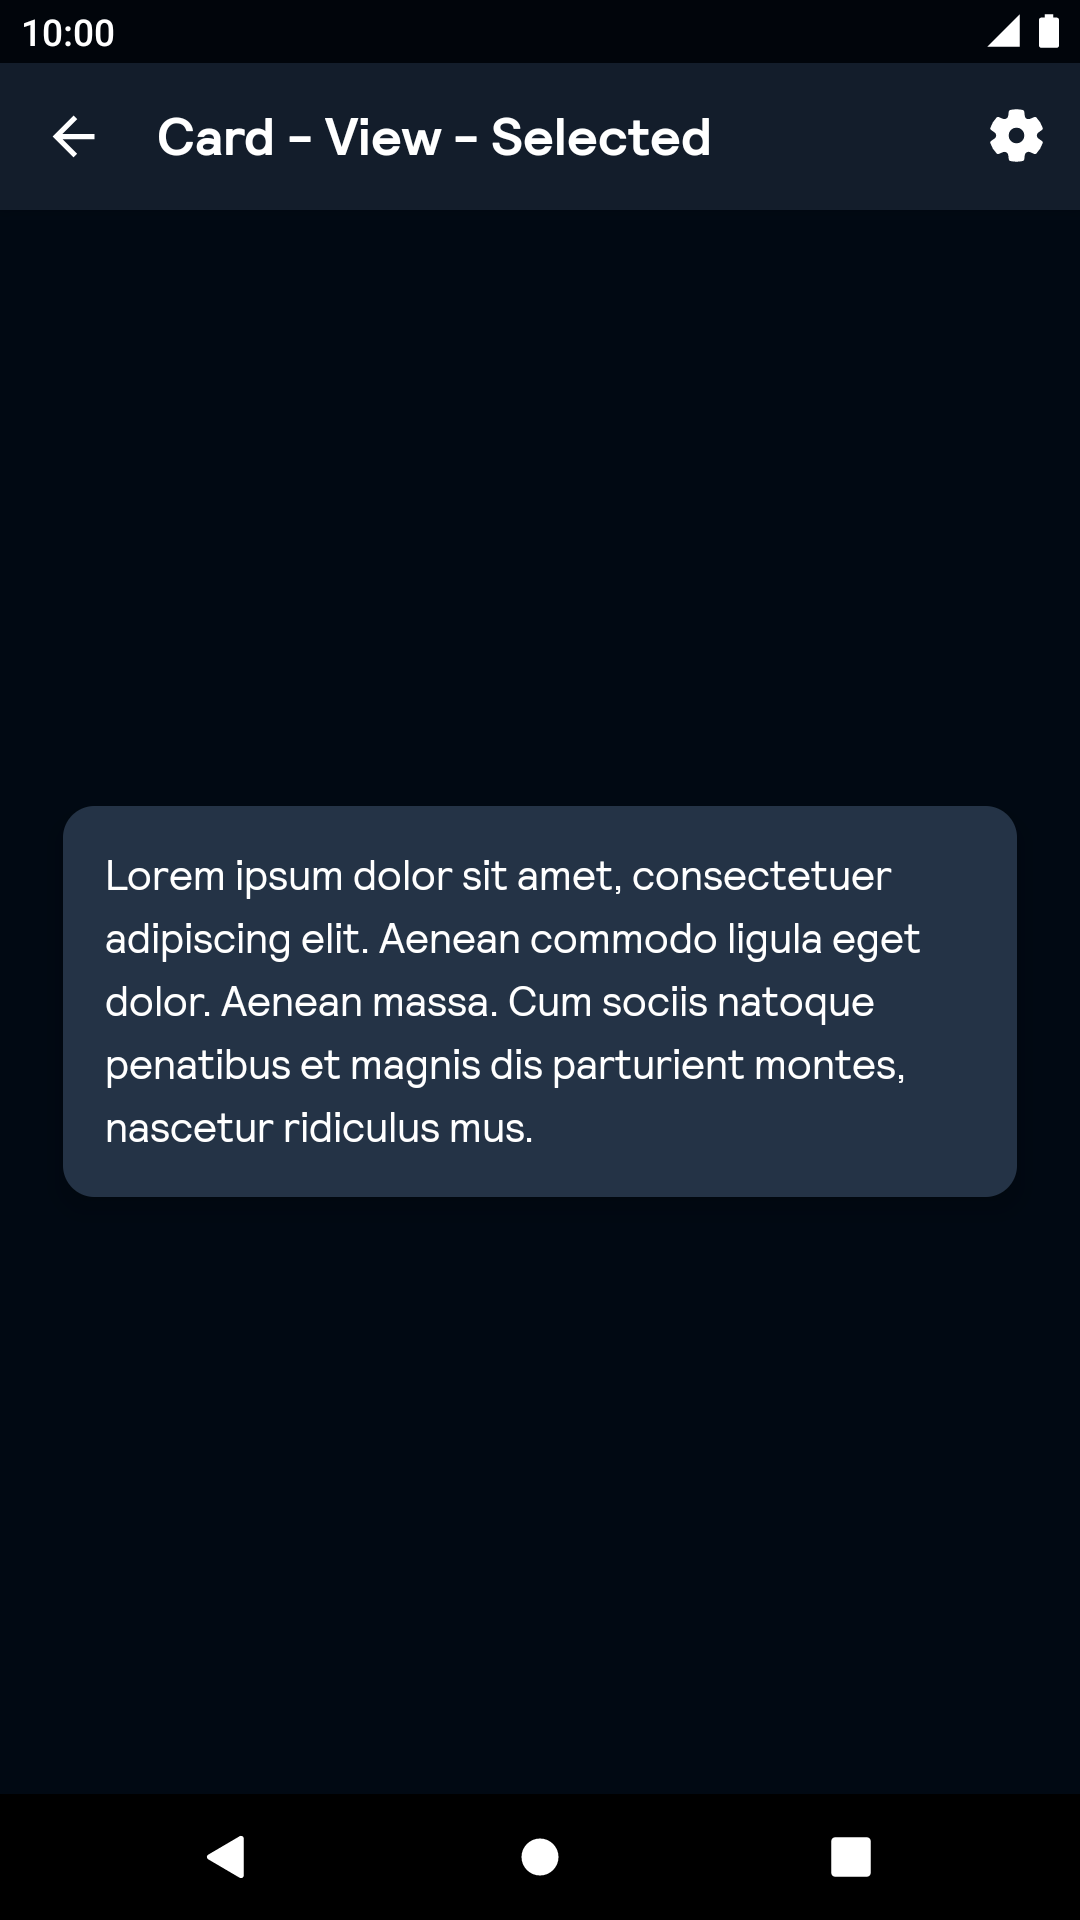 10:00
Card - View - Selected
Lorem ipsum dolor sit amet, consectetuer
adipiscing elit. Aenean commodo ligula eget
dolor. Aenean massa. Cum sociis natoque
penatibus et magnis dis parturient montes,
nascetur ridiculus mus.